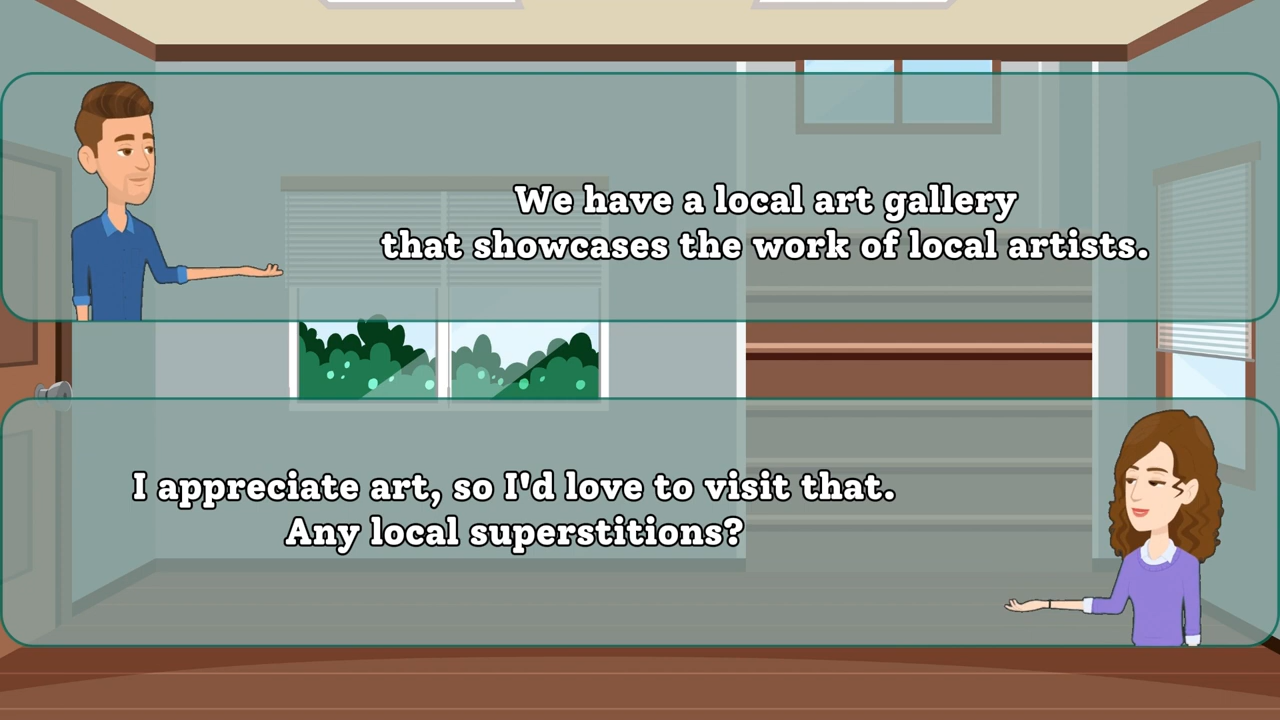 We have a local art gallery
that showcases the work of local artists.
I appreciate art, so I'd love to visit that.
Any local superstitions?